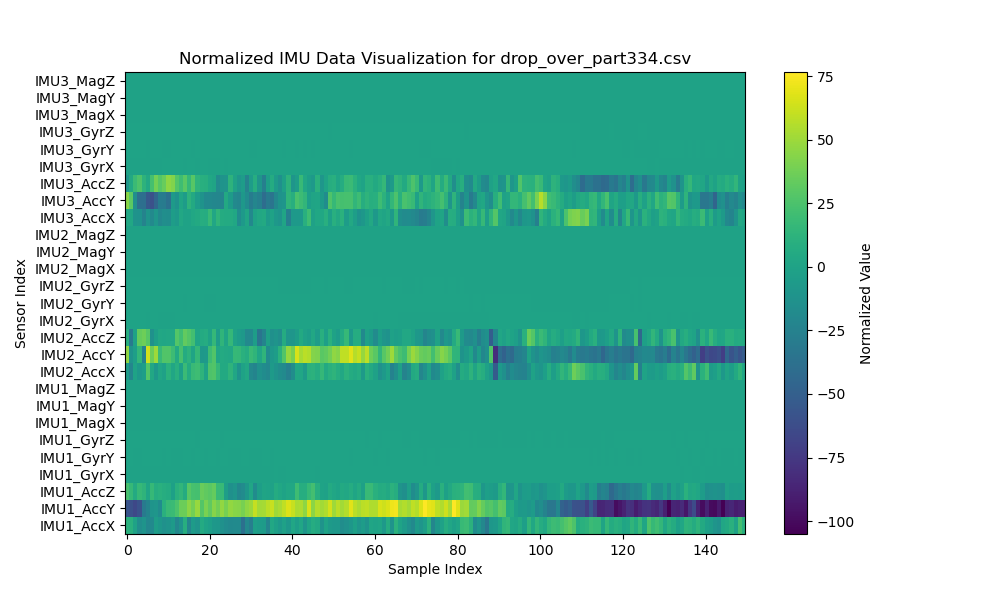 Normalized IMU Data Visualization for drop_over_part334.csv
Sensor Index
IMU3_MagZ
IMU3_MagY
IMU3_MagX
IMU3_GyrZ
IMU3_GyrY
IMU3_GyrX
IMU3_AccZ
IMU3_AccY
IMU3_AccX
IMU2_MagZ
IMU2_MagY
IMU2_MagX
IMU2_GyrZ
IMU2_GyrY
IMU2_GyrX
IMU2_AccZ
IMU2_AccY
IMU2_AccX
IMU1_MagZ
IMU1_MagY
IMU1_MagX
IMU1_GyrZ
IMU1_GyrY
IMU1_GyrX
IMU1_AccZ
IMU1_AccY
IMU1_AccX
0 20 40 60 80 100 120 140
Sample Index
75
50
25
0
−25
−50
−75
−100
Normalized Value